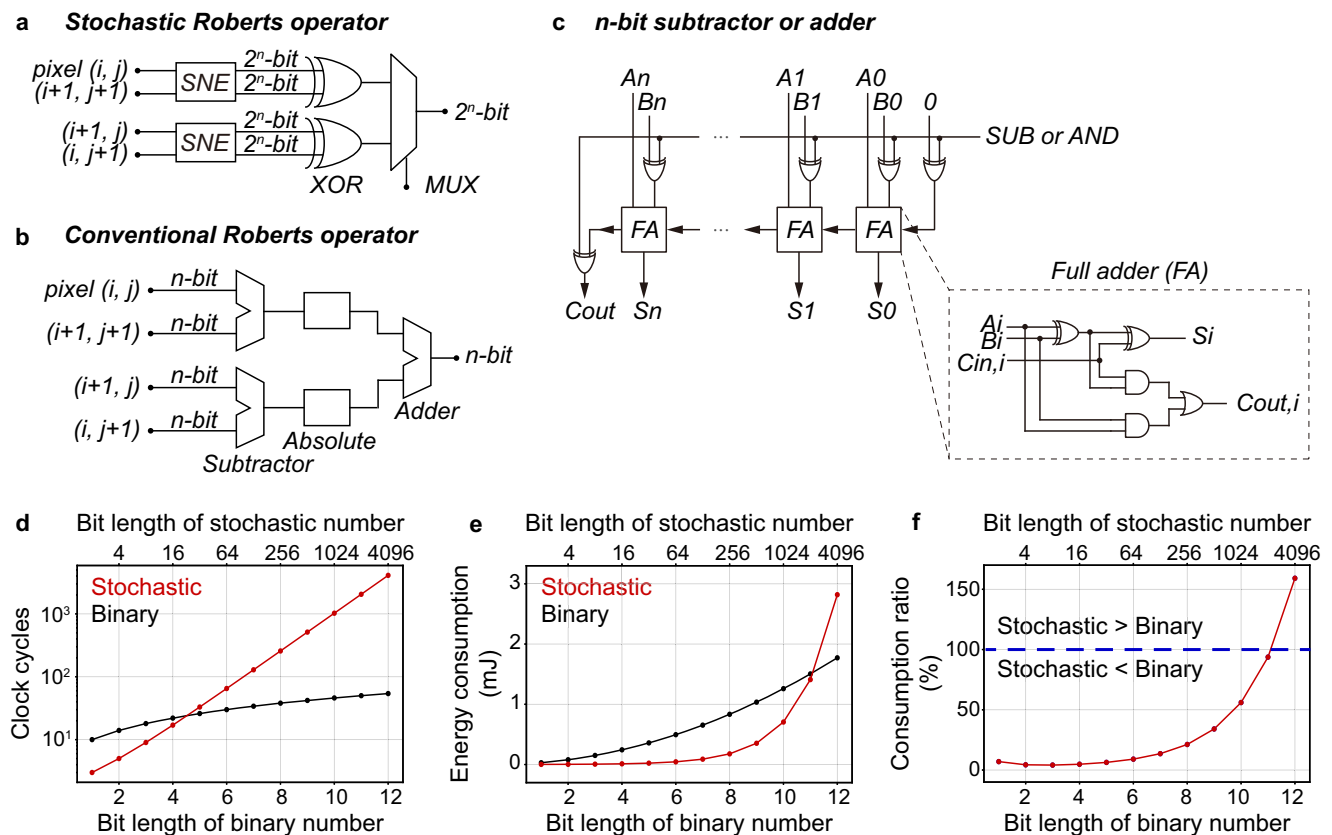 a Stochastic Roberts operator
pixel (i, j)
(i+1, j+1)
SNE
2ⁿ-bit
2ⁿ-bit
(i+1, j)
(i, j+1)
SNE
2ⁿ-bit
2ⁿ-bit
2ⁿ-bit
XOR
MUX
b Conventional Roberts operator
pixel (i, j)
n-bit
(i+1, j+1)
n-bit
(i+1, j)
n-bit
(i, j+1)
n-bit
n-bit
Adder
Absolute
Subtractor
c n-bit subtractor or adder
An A1 A0
Bn B1 B0 0
...
SUB or AND
FA ... FA FA
Cout Sn S1 S0
Full adder (FA)
Ai
Bi
Cin,i
Si
Cout,i
d
Bit length of stochastic number
4 16 64 256 1024 4096
Stochastic
Binary
Clock cycles
10³
10²
10¹
2 4 6 8 10 12
Bit length of binary number
e
Bit length of stochastic number
4 16 64 256 1024 4096
Stochastic
Binary
Energy consumption
(mJ)
3
2
1
0
2 4 6 8 10 12
Bit length of binary number
f
Bit length of stochastic number
4 16 64 256 1024 4096
Stochastic > Binary
Stochastic < Binary
Consumption ratio
(%)
150
100
50
0
2 4 6 8 10 12
Bit length of binary number